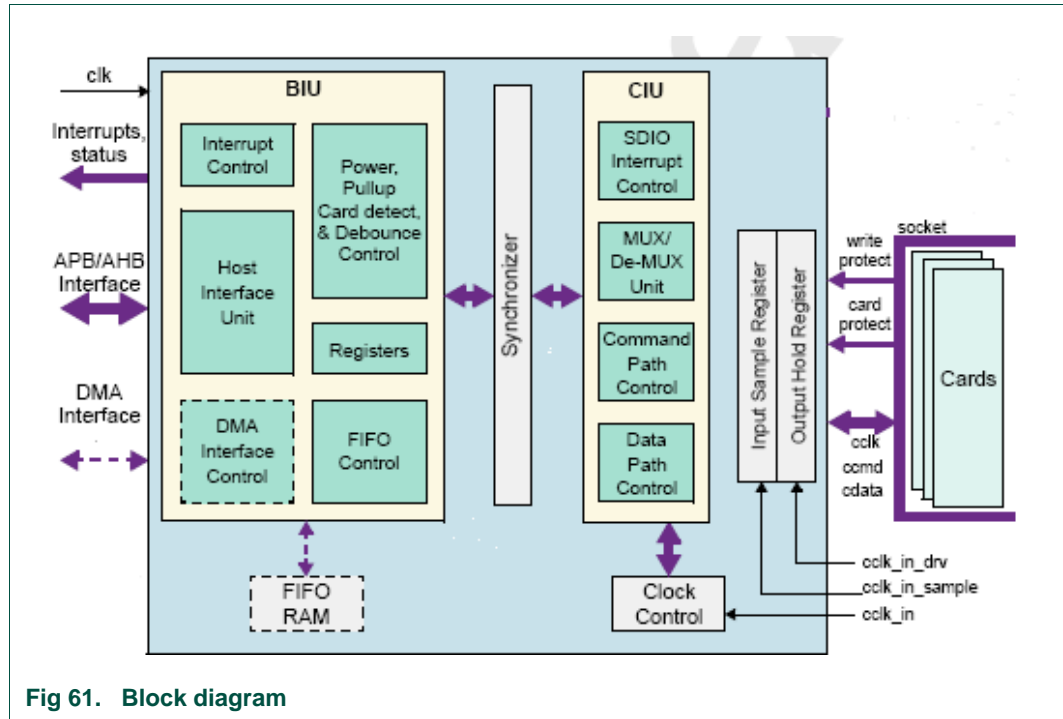 clk
Interrupts,
status
APB/AHB
Interface
DMA
Interface
BIU
Interrupt
Control
Power,
Pullup
Card detect,
& Debounce
Control
Host
Interface
Unit
Registers
DMA
Interface
Control
FIFO
Control
FIFO
RAM
Synchronizer
CIU
SDIO
Interrupt
Control
MUX/
De-MUX
Unit
Command
Path
Control
Data
Path
Control
Clock
Control
Input Sample Register
Output Hold Register
socket
write
protect
card
protect
Cards
cclk
ccmd
cdata
cclk_in_drv
cclk_in_sample
cclk_in
Fig 61. Block diagram